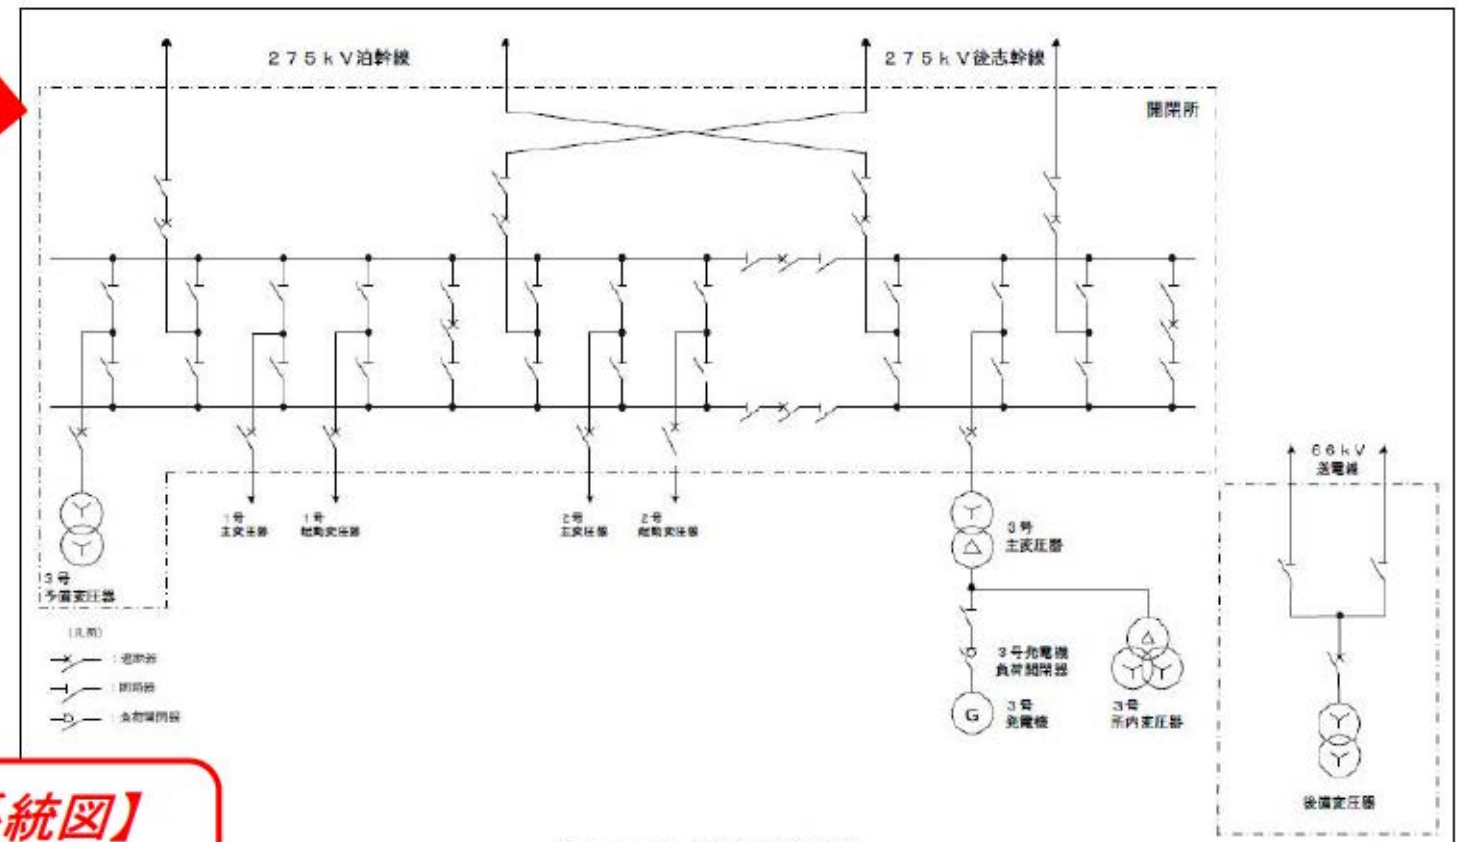 275kV泊幹線
275kV後志幹線
開閉所
66kV
送電線
1号
主変圧器
1号
起動変圧器
2号
主変圧器
2号
起動変圧器
3号
主変圧器
3号
予備変圧器
(凡例)
:遮断器
:断路器
:負荷開閉器
3号発電機
負荷開閉器
G
3号
発電機
3号
所内変圧器
後備変圧器
統図】